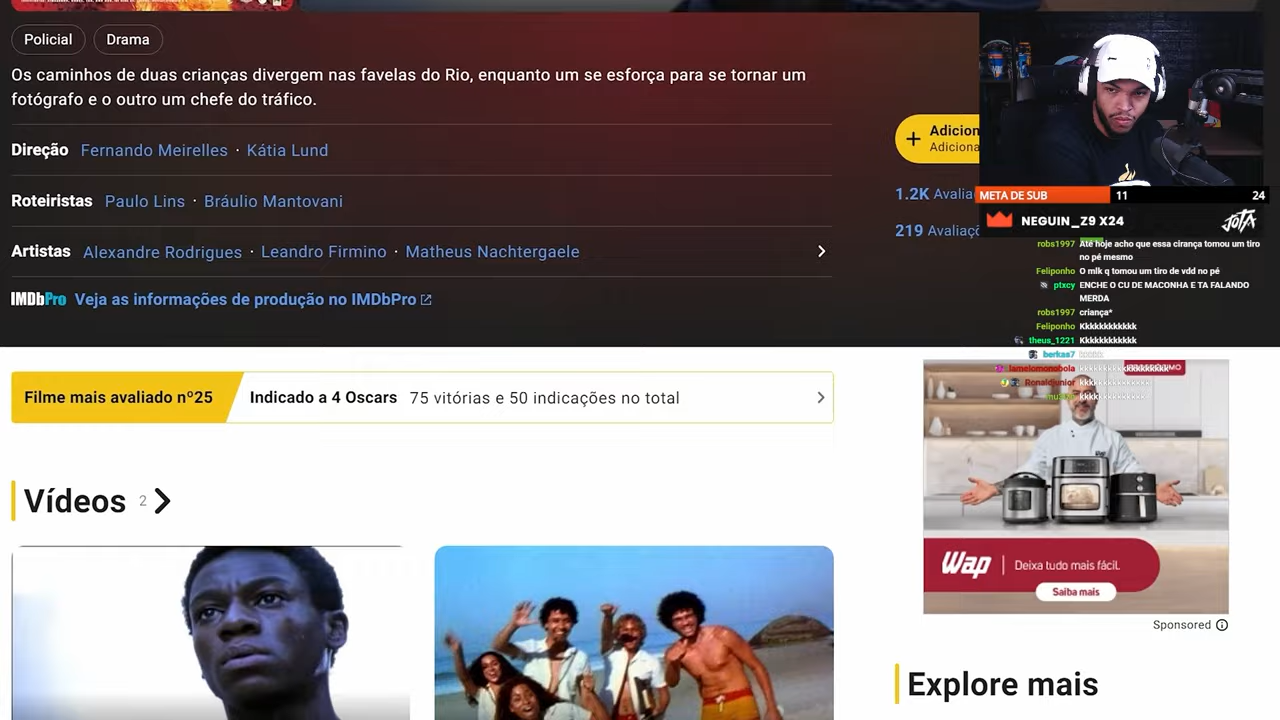 Policial
Drama
Os caminhos de duas crianças divergem nas favelas do Rio, enquanto um se esforça para se tornar um
fotógrafo e o outro um chefe do tráfico.
Direção Fernando Meirelles · Kátia Lund
Roteiristas Paulo Lins · Bráulio Mantovani
Artistas Alexandre Rodrigues · Leandro Firmino · Matheus Nachtergaele
IMDbPro Veja as informações de produção no IMDbPro
Filme mais avaliado nº25 Indicado a 4 Oscars 75 vitórias e 50 indicações no total
Vídeos 2
+ Adicion
Adiciona
1.2K Avalia
219 Avaliaç
META DE SUB 11 24
NEGUIN_Z9 X24
JOTA
robs1997 Até hoje acho que essa cirança tomou um tiro
no pé mesmo
Feliponho O mlk q tomou um tiro de vdd no pé
ptxcy ENCHE O CU DE MACONHA E TA FALANDO
MERDA
robs1997 criança*
Feliponho Kkkkkkkkkkkk
theus_1221 Kkkkkkkkkkkk
berkas7
Ronaldjunior
Wap Deixa tudo mais fácil.
Saiba mais
Sponsored
Explore mais